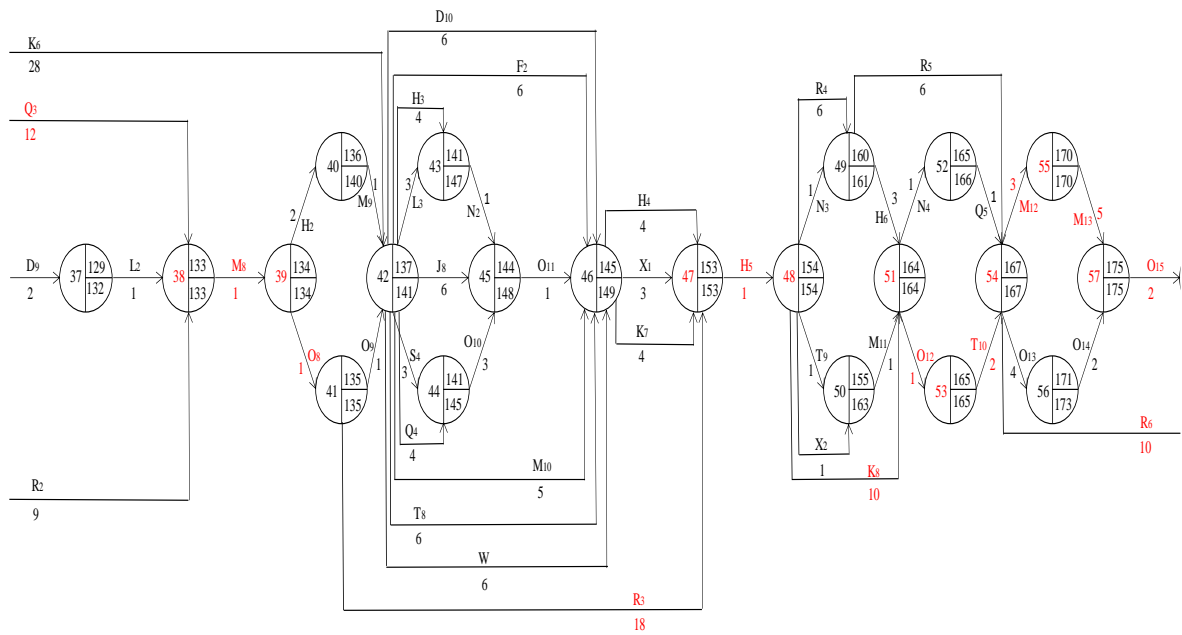 D10
6
K6
28
F2
6
R5
6
R4
6
H3
4
Q3
12
40 136 140
43 141 147
49 160 161
52 165 166
55 170 170
2
H2
1
M9
3
L3
1
N2
H4
4
1
N3
3
H6
1
N4
1
Q5
3
M12
M13
5
D9
2
37 129 132
L2
1
38 133 133
M8
1
39 134 134
42 137 141
J8
6
45 144 148
O11
1
46 145 149
X1
3
47 153 153
H5
1
48 154 154
51 164 164
54 167 167
57 175 175
O15
2
K7
4
O8
1
O9
1
S4
3
O10
3
T9
1
M11
1
O12
1
T10
2
O13
4
O14
2
41 135 135
44 141 145
50 155 163
53 165 165
56 171 173
Q4
4
X2
1
R6
10
M10
5
K8
10
R2
9
T8
6
W
6
R3
18